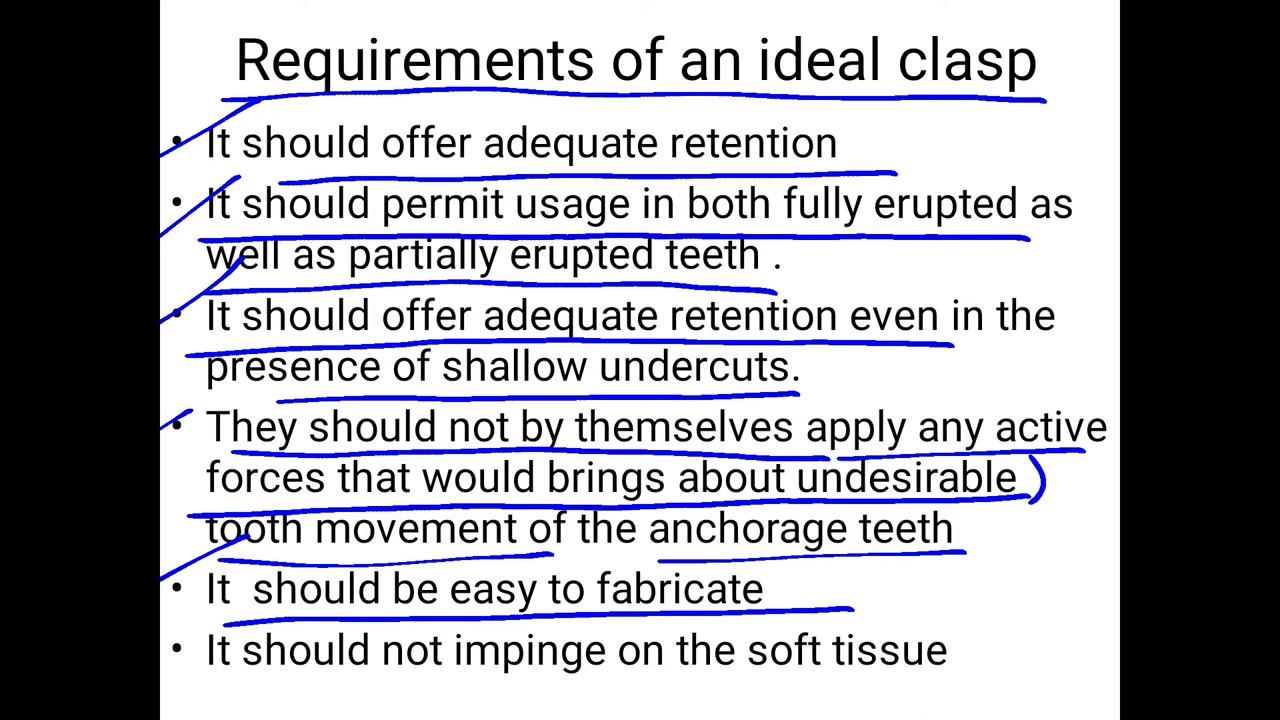 Requirements of an ideal clasp
• It should offer adequate retention
• It should permit usage in both fully erupted as
well as partially erupted teeth .
• It should offer adequate retention even in the
presence of shallow undercuts.
• They should not by themselves apply any active
forces that would brings about undesirable
tooth movement of the anchorage teeth
• It  should be easy to fabricate
• It should not impinge on the soft tissue